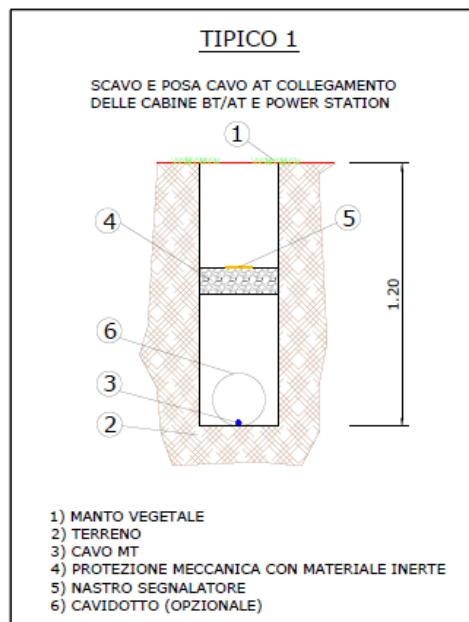 TIPICO 1
SCAVO E POSA CAVO AT COLLEGAMENTO
DELLE CABINE BT/AT E POWER STATION
1
4
5
1.20
6
3
2
1) MANTO VEGETALE
2) TERRENO
3) CAVO MT
4) PROTEZIONE MECCANICA CON MATERIALE INERTE
5) NASTRO SEGNALATORE
6) CAVIDOTTO (OPZIONALE)